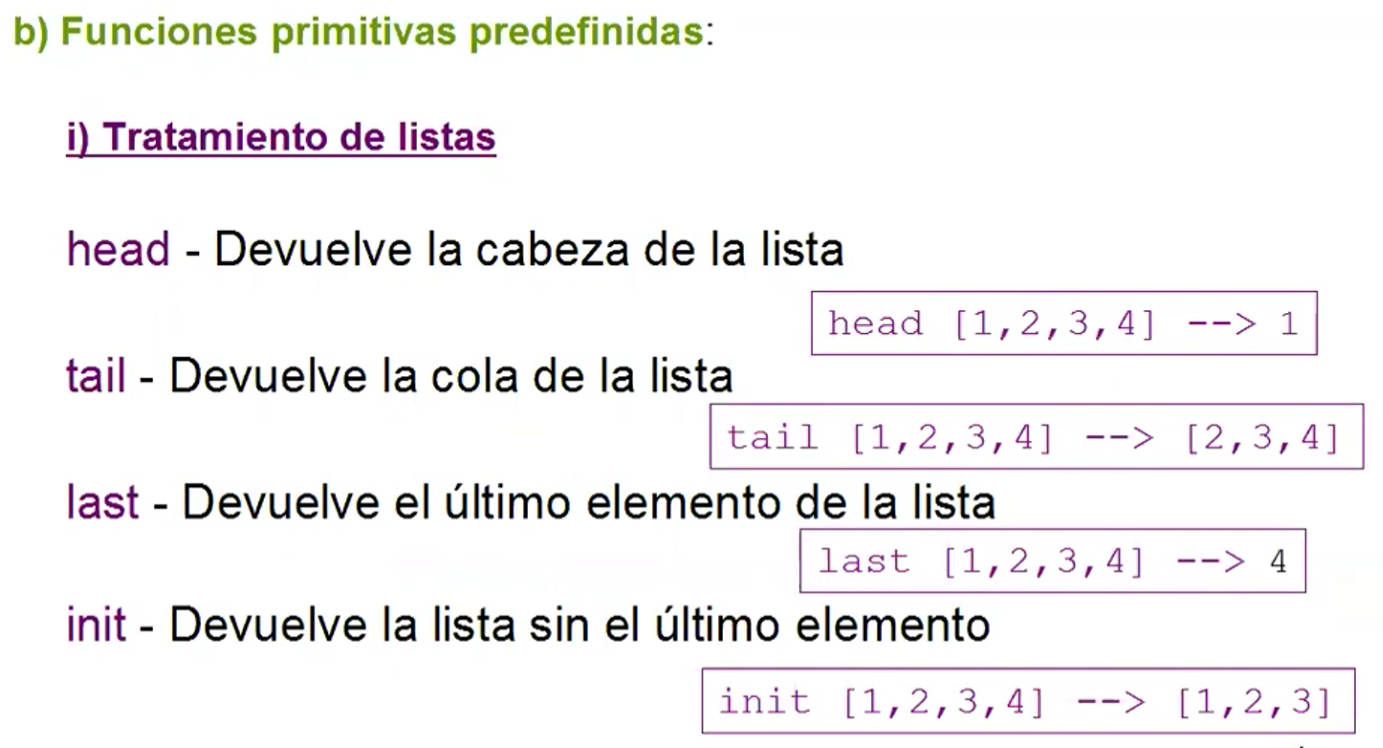 b) Funciones primitivas predefinidas:
i) Tratamiento de listas
head - Devuelve la cabeza de la lista
head [1,2,3,4] --> 1
tail - Devuelve la cola de la lista
tail [1,2,3,4] --> [2,3,4]
last - Devuelve el último elemento de la lista
last [1,2,3,4] --> 4
init - Devuelve la lista sin el último elemento
init [1,2,3,4] --> [1,2,3]